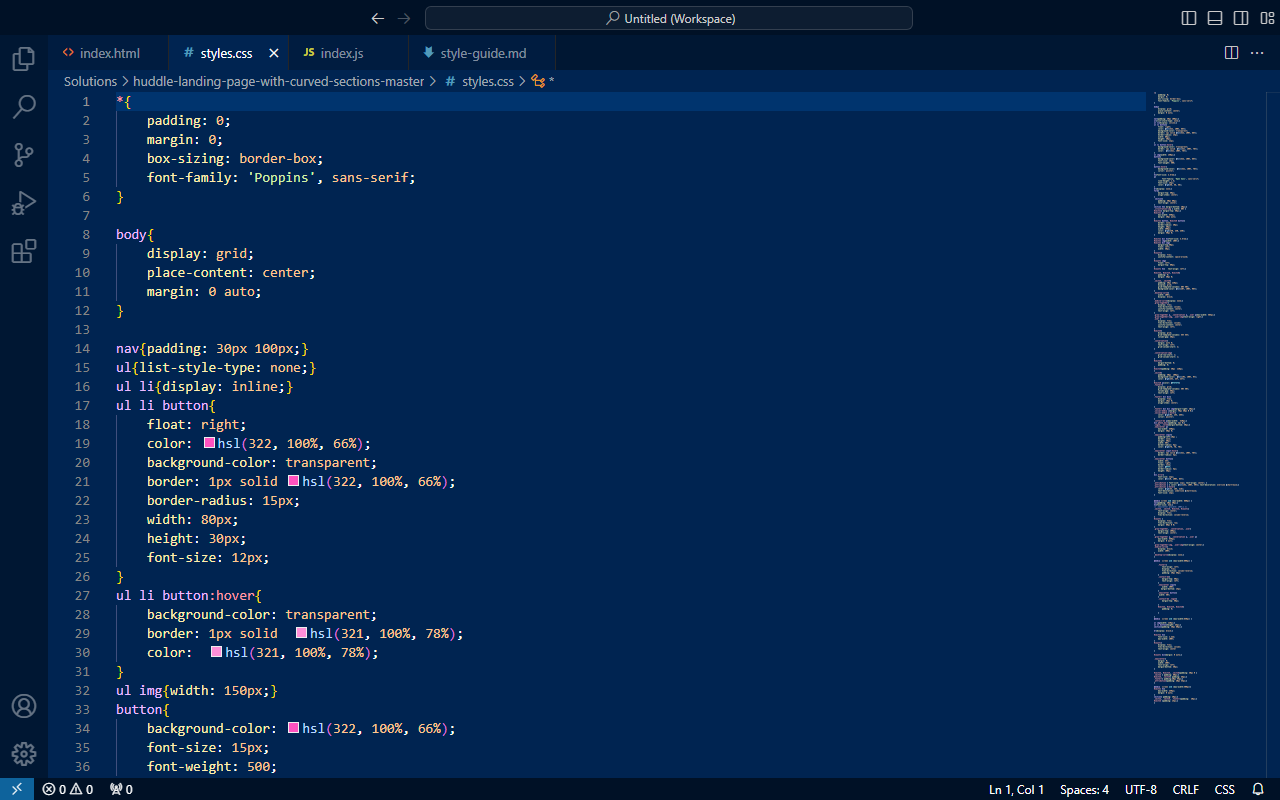 Untitled (Workspace)
index.html
styles.css
index.js
style-guide.md
Solutions > huddle-landing-page-with-curved-sections-master > # styles.css > *
1 *{
2 padding: 0;
3 margin: 0;
4 box-sizing: border-box;
5 font-family: 'Poppins', sans-serif;
6 }
7
8 body{
9 display: grid;
10 place-content: center;
11 margin: 0 auto;
12 }
13
14 nav{padding: 30px 100px;}
15 ul{list-style-type: none;}
16 ul li{display: inline;}
17 ul li button{
18 float: right;
19 color: hsl(322, 100%, 66%);
20 background-color: transparent;
21 border: 1px solid hsl(322, 100%, 66%);
22 border-radius: 15px;
23 width: 80px;
24 height: 30px;
25 font-size: 12px;
26 }
27 ul li button:hover{
28 background-color: transparent;
29 border: 1px solid hsl(321, 100%, 78%);
30 color: hsl(321, 100%, 78%);
31 }
32 ul img{width: 150px;}
33 button{
34 background-color: hsl(322, 100%, 66%);
35 font-size: 15px;
36 font-weight: 500;
0 0 0 Ln 1, Col 1 Spaces: 4 UTF-8 CRLF CSS